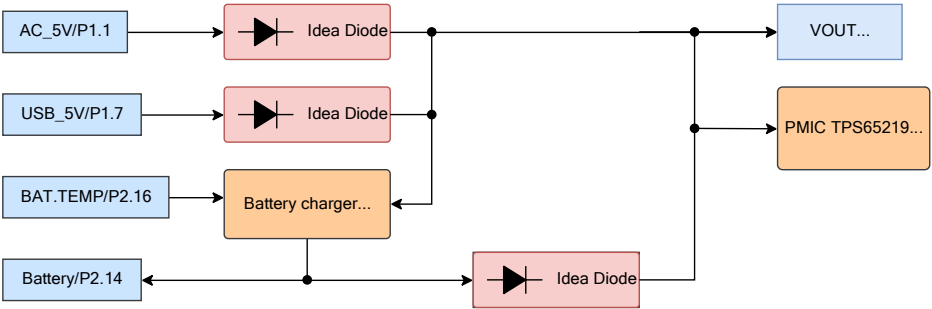 AC_5V/P1.1
Idea Diode
VOUT...
USB_5V/P1.7
Idea Diode
PMIC TPS65219...
BAT.TEMP/P2.16
Battery charger...
Battery/P2.14
Idea Diode